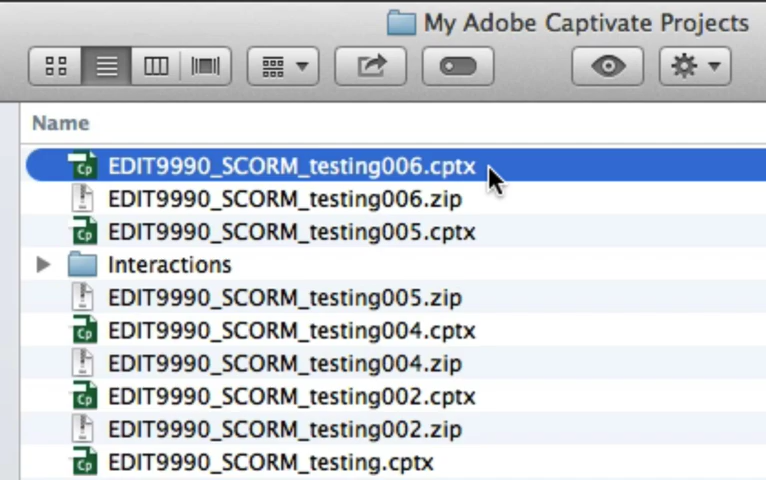 My Adobe Captivate Projects
Name
EDIT9990_SCORM_testing006.cptx
EDIT9990_SCORM_testing006.zip
EDIT9990_SCORM_testing005.cptx
Interactions
EDIT9990_SCORM_testing005.zip
EDIT9990_SCORM_testing004.cptx
EDIT9990_SCORM_testing004.zip
EDIT9990_SCORM_testing002.cptx
EDIT9990_SCORM_testing002.zip
EDIT9990_SCORM_testing.cptx